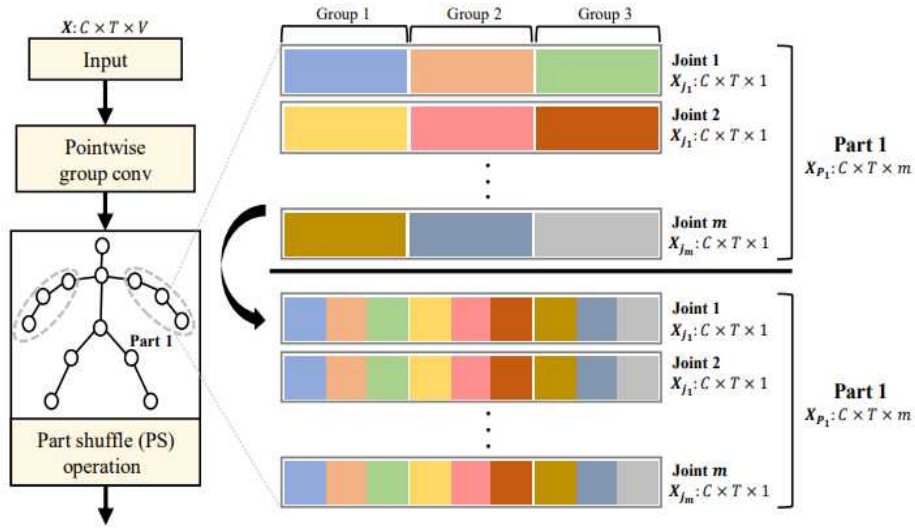 X: C × T × V
Input
Pointwise
group conv
Part 1
Part shuffle (PS)
operation
Group 1
Group 2
Group 3
Joint 1
X_{j_1}: C × T × 1
Joint 2
X_{j_1}: C × T × 1
Joint m
X_{j_m}: C × T × 1
Part 1
X_{P_1}: C × T × m
Joint 1
X_{j_1}: C × T × 1
Joint 2
X_{j_1}: C × T × 1
Joint m
X_{j_m}: C × T × 1
Part 1
X_{P_1}: C × T × m